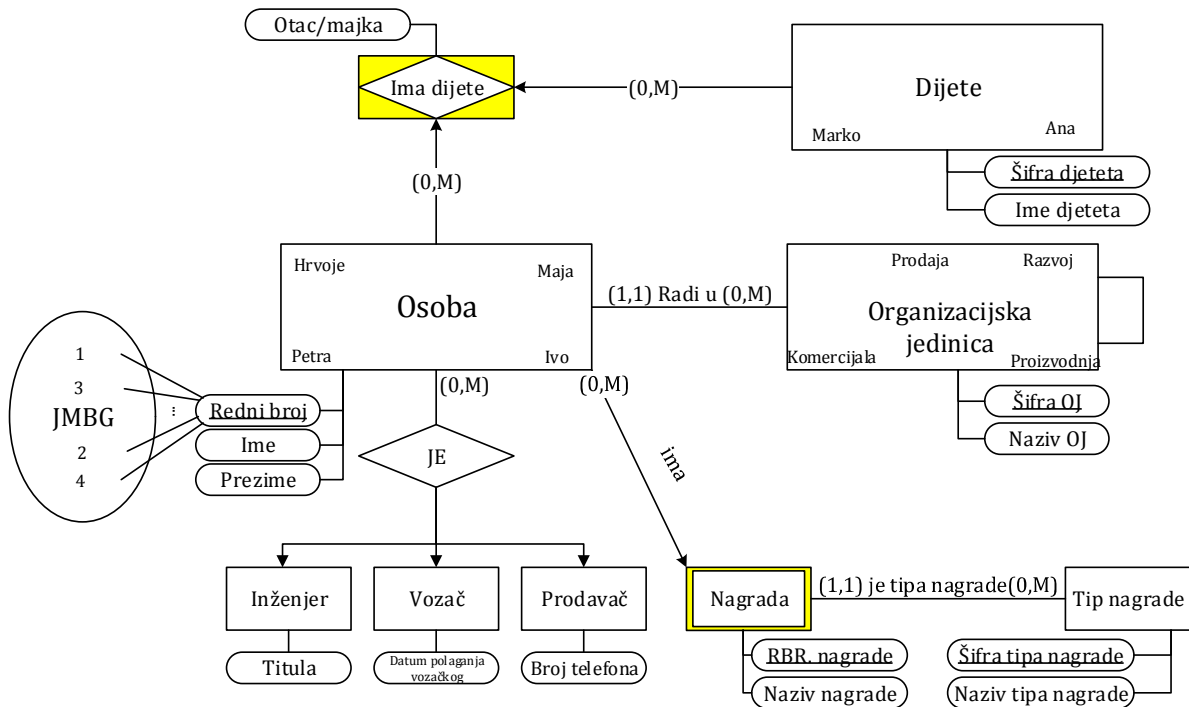 Otac/majka
Ima dijete
(0,M)
Dijete
Marko
Ana
Šifra djeteta
Ime djeteta
(0,M)
Hrvoje
Maja
Osoba
Petra
Ivo
(1,1) Radi u (0,M)
Prodaja
Razvoj
Organizacijska
jedinica
Komercijala
Proizvodnja
Šifra OJ
Naziv OJ
1
3
JMBG
2
4
...
Redni broj
Ime
Prezime
(0,M)
JE
(0,M)
ima
Inženjer
Vozač
Prodavač
Titula
Datum polaganja
vozačkog
Broj telefona
Nagrada
(1,1) je tipa nagrade(0,M)
Tip nagrade
RBR. nagrade
Naziv nagrade
Šifra tipa nagrade
Naziv tipa nagrade